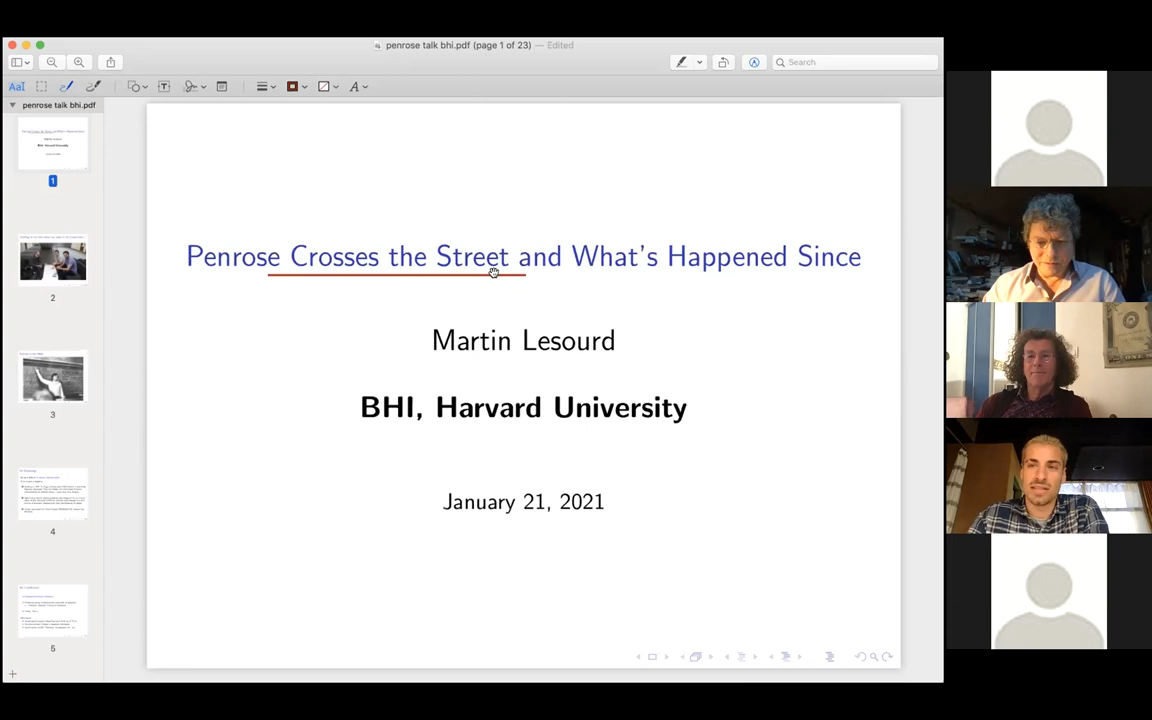 penrose talk bhi.pdf (page 1 of 23) — Edited
Search
penrose talk bhi.pdf
1
2
3
4
5
Penrose Crosses the Street and What's Happened Since
Martin Lesourd
BHI, Harvard University
January 21, 2021